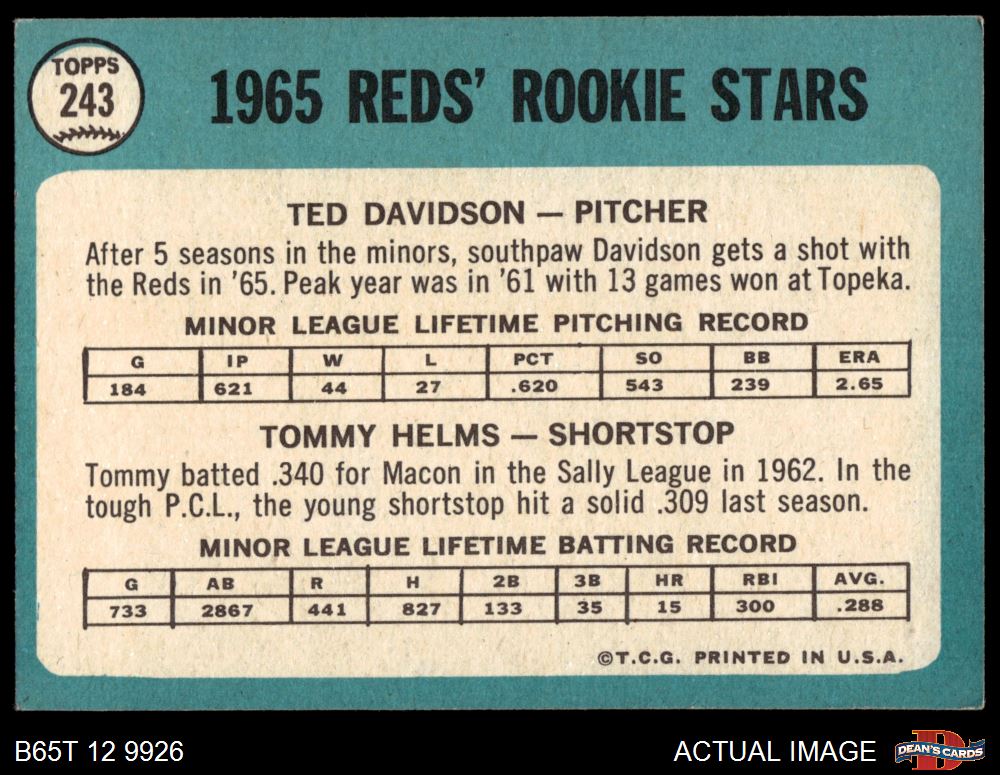 TOPPS
243
1965 REDS' ROOKIE STARS
TED DAVIDSON — PITCHER
After 5 seasons in the minors, southpaw Davidson gets a shot with
the Reds in '65. Peak year was in '61 with 13 games won at Topeka.
MINOR LEAGUE LIFETIME PITCHING RECORD
G IP W L PCT SO BB ERA
184 621 44 27 .620 543 239 2.65
TOMMY HELMS — SHORTSTOP
Tommy batted .340 for Macon in the Sally League in 1962. In the
tough P.C.L., the young shortstop hit a solid .309 last season.
MINOR LEAGUE LIFETIME BATTING RECORD
G AB R H 2B 3B HR RBI AVG.
733 2867 441 827 133 35 15 300 .288
©T.C.G. PRINTED IN U.S.A.
B65T 12 9926
ACTUAL IMAGE
D
DEAN'S CARDS